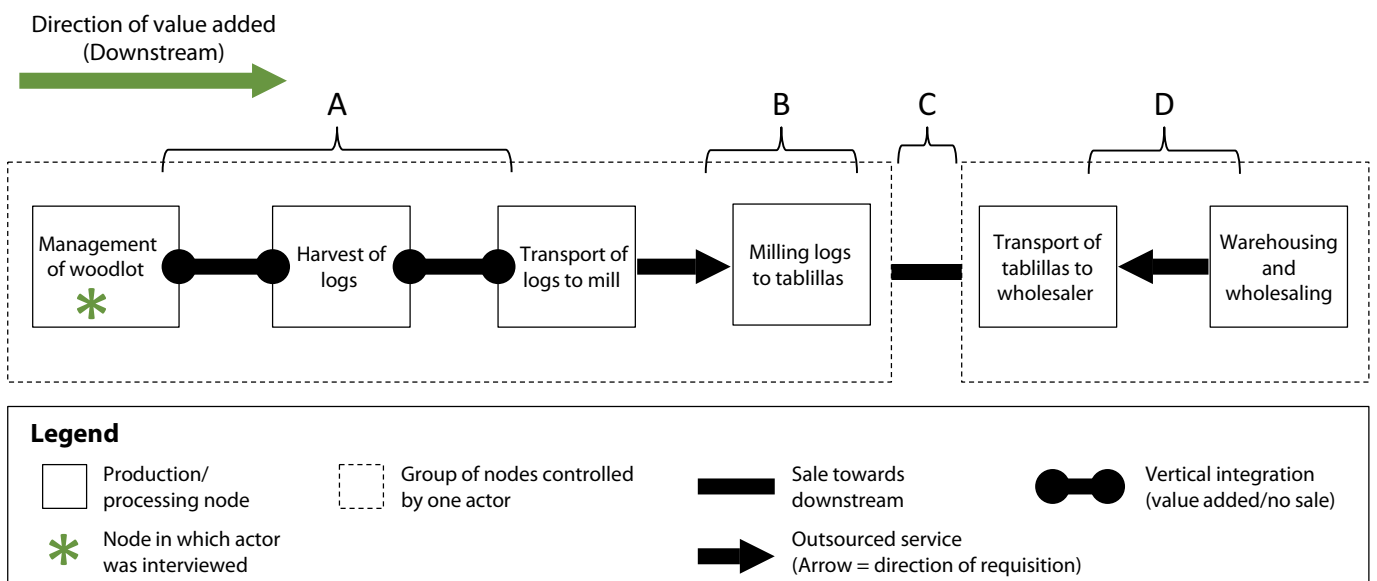 Direction of value added
(Downstream)
A
B
C
D
Management
of woodlot
*
Harvest of
logs
Transport of
logs to mill
Milling logs
to tablillas
Transport of
tablillas to
wholesaler
Warehousing
and
wholesaling
Legend
Production/
processing node
Group of nodes controlled
by one actor
Sale towards
downstream
Vertical integration
(value added/no sale)
*
Node in which actor
was interviewed
Outsourced service
(Arrow = direction of requisition)